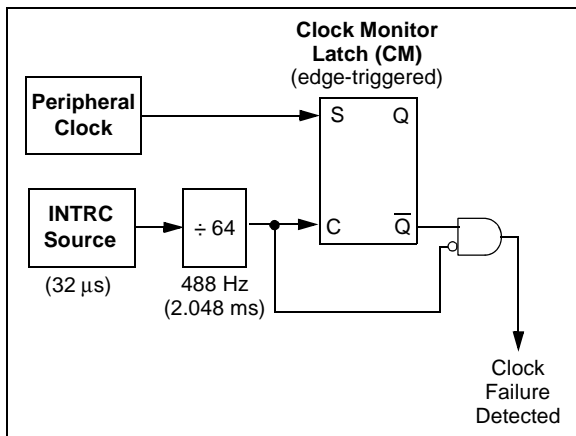 Clock Monitor
Latch (CM)
(edge-triggered)
Peripheral
Clock
S
Q
INTRC
Source
(32 μs)
÷ 64
488 Hz
(2.048 ms)
C
Q̅
Clock
Failure
Detected